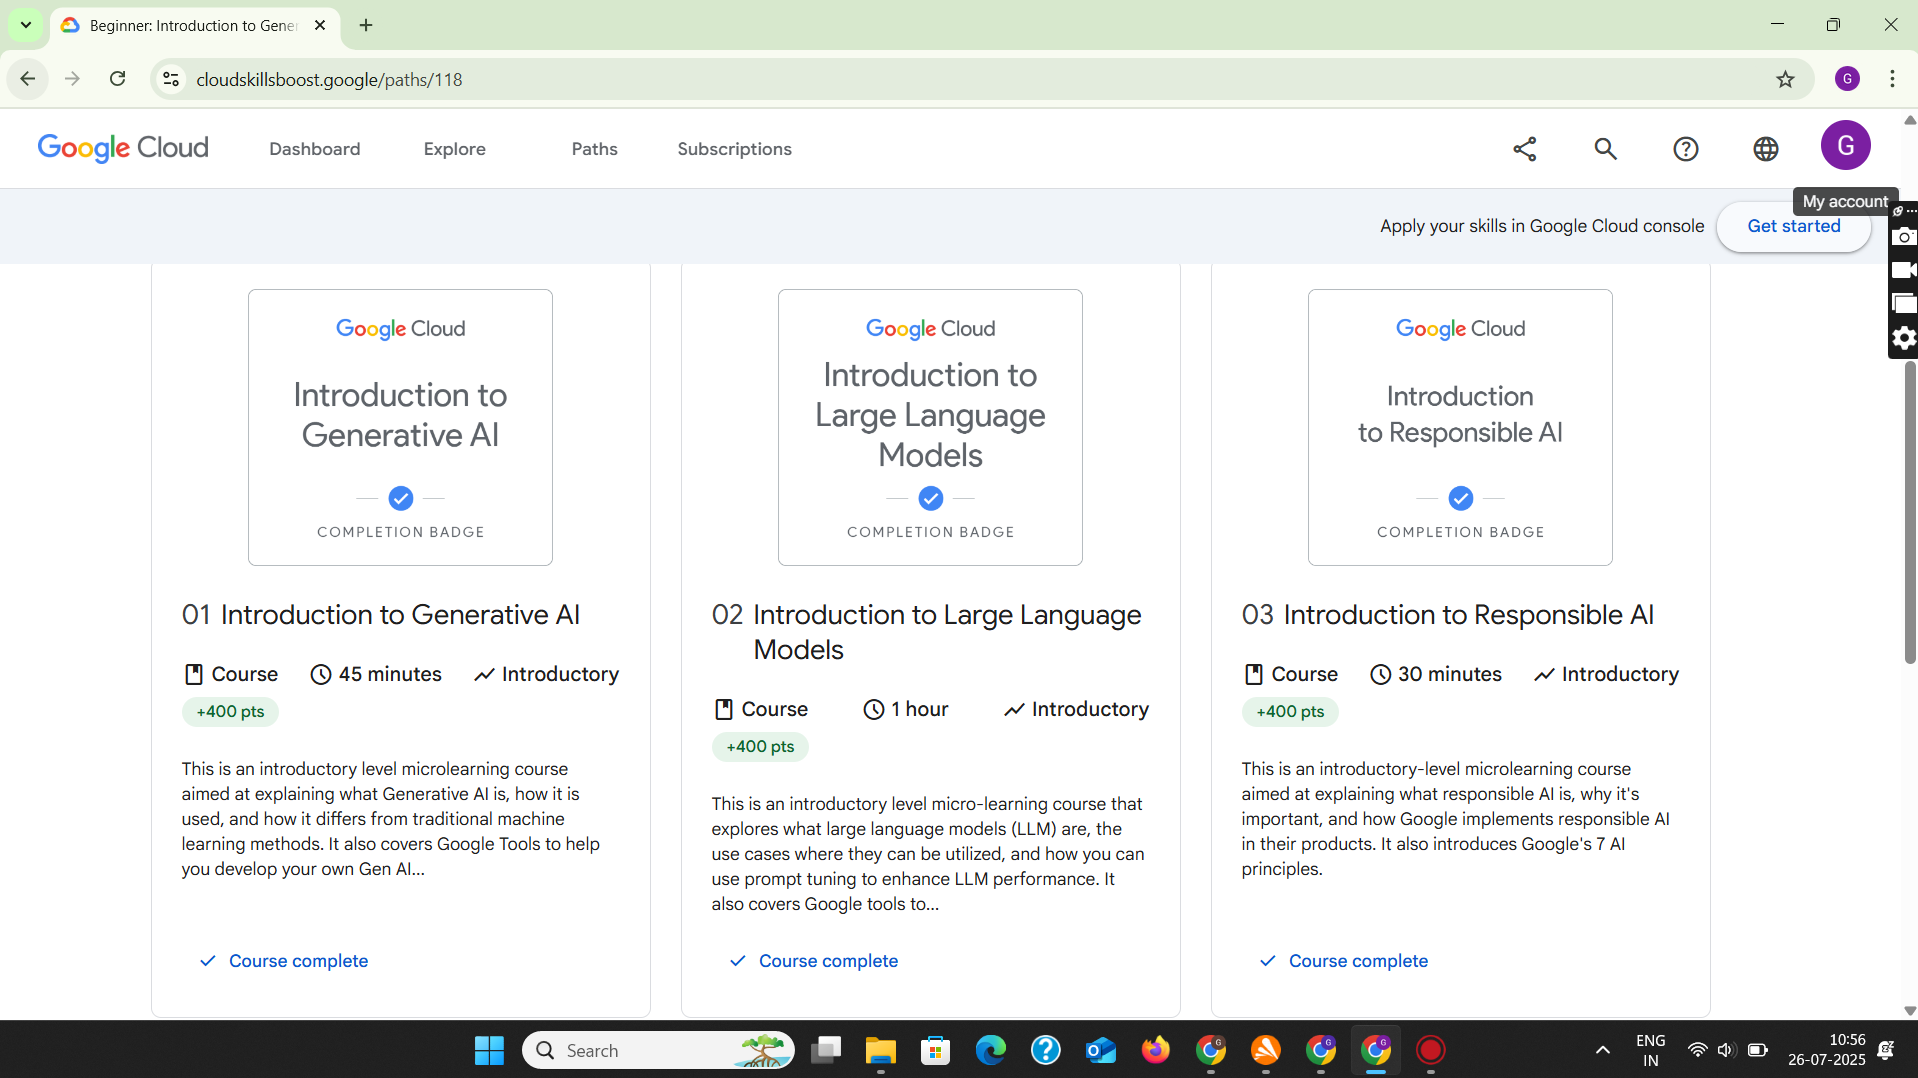 Beginner: Introduction to Gener
cloudskillsboost.google/paths/118
G
Google Cloud
Dashboard
Explore
Paths
Subscriptions
G
My account
Apply your skills in Google Cloud console
Get started
Google Cloud
Introduction to
Generative AI
COMPLETION BADGE
01 Introduction to Generative AI
Course
45 minutes
Introductory
+400 pts
This is an introductory level microlearning course
aimed at explaining what Generative AI is, how it is
used, and how it differs from traditional machine
learning methods. It also covers Google Tools to help
you develop your own Gen AI...
Course complete
Google Cloud
Introduction to
Large Language
Models
COMPLETION BADGE
02 Introduction to Large Language
Models
Course
1 hour
Introductory
+400 pts
This is an introductory level micro-learning course that
explores what large language models (LLM) are, the
use cases where they can be utilized, and how you can
use prompt tuning to enhance LLM performance. It
also covers Google tools to...
Course complete
Google Cloud
Introduction
to Responsible AI
COMPLETION BADGE
03 Introduction to Responsible AI
Course
30 minutes
Introductory
+400 pts
This is an introductory-level microlearning course
aimed at explaining what responsible AI is, why it's
important, and how Google implements responsible AI
in their products. It also introduces Google's 7 AI
principles.
Course complete
Search
ENG
IN
10:56
26-07-2025